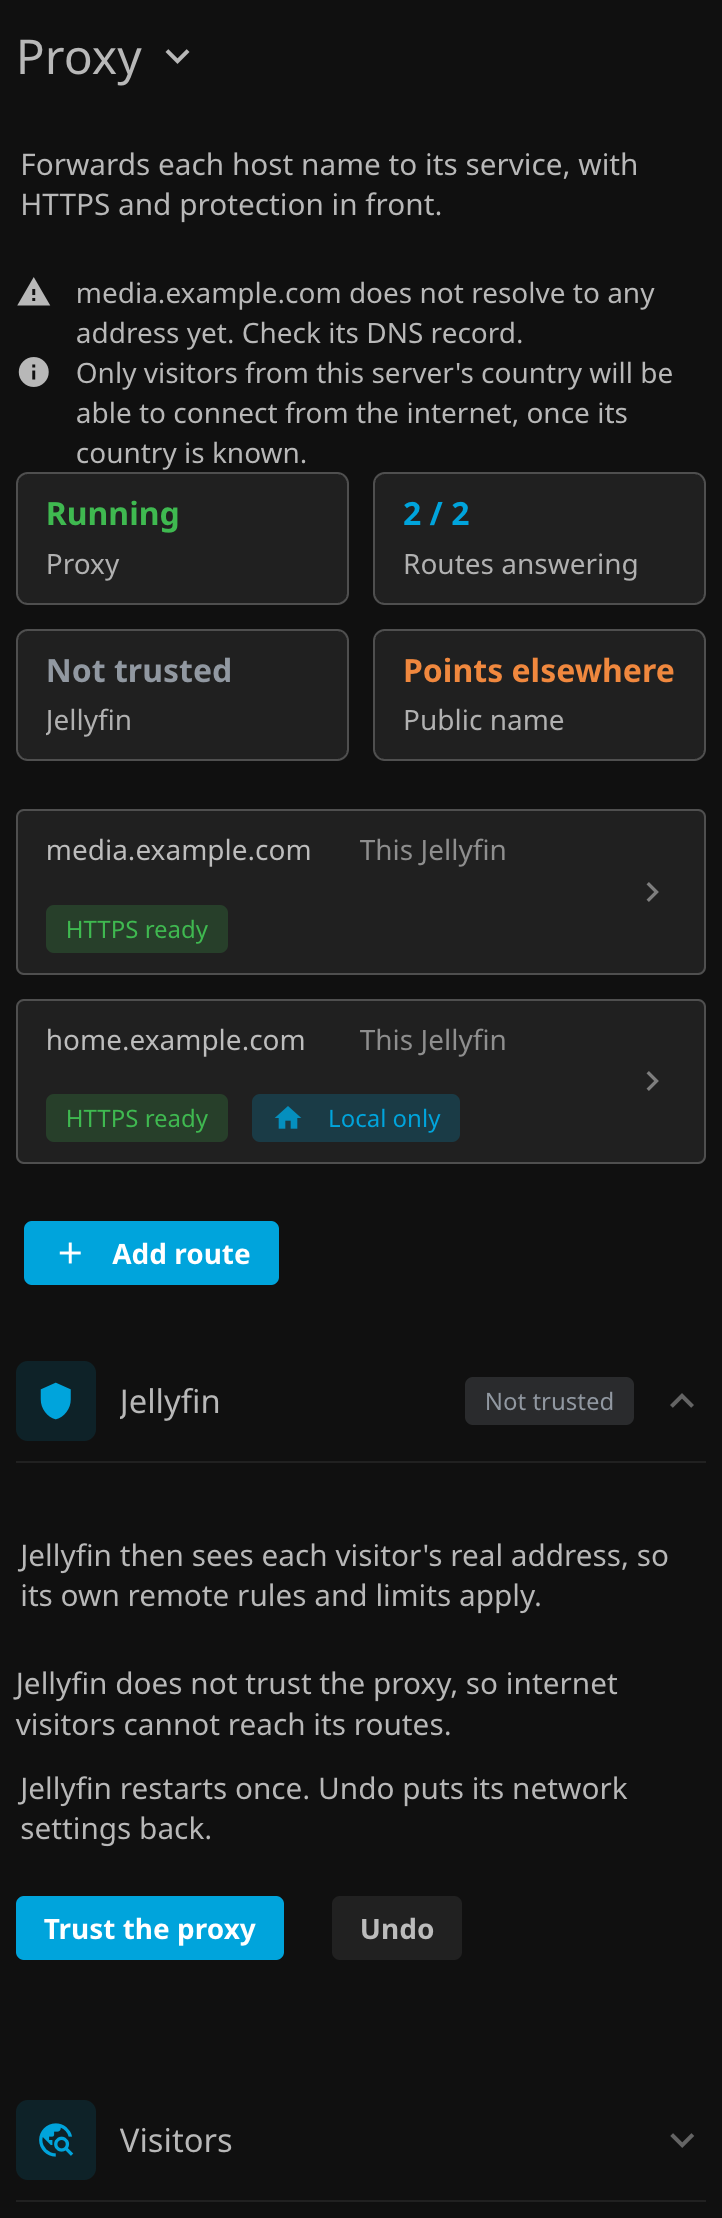 Proxy
Forwards each host name to its service, with
HTTPS and protection in front.
media.example.com does not resolve to any
address yet. Check its DNS record.
Only visitors from this server's country will be
able to connect from the internet, once its
country is known.
Running
Proxy
2 / 2
Routes answering
Not trusted
Jellyfin
Points elsewhere
Public name
media.example.com This Jellyfin
HTTPS ready
home.example.com This Jellyfin
HTTPS ready Local only
Add route
Jellyfin Not trusted
Jellyfin then sees each visitor's real address, so
its own remote rules and limits apply.
Jellyfin does not trust the proxy, so internet
visitors cannot reach its routes.
Jellyfin restarts once. Undo puts its network
settings back.
Trust the proxy Undo
Visitors